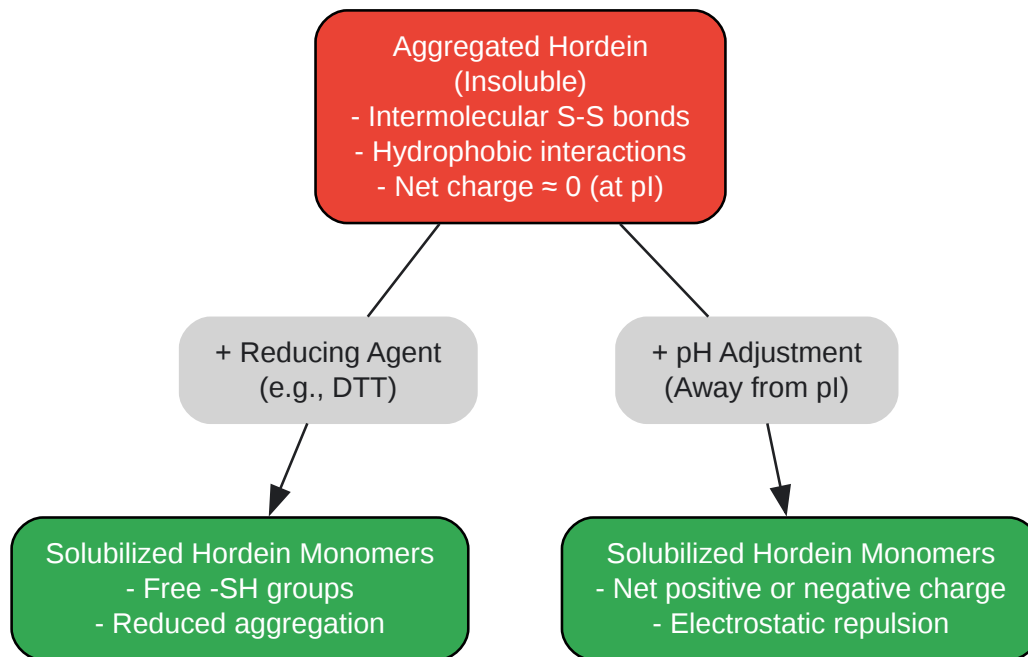 Aggregated Hordein
(Insoluble)
- Intermolecular S-S bonds
- Hydrophobic interactions
- Net charge ≈ 0 (at pI)
+ Reducing Agent
(e.g., DTT)
+ pH Adjustment
(Away from pI)
Solubilized Hordein Monomers
- Free -SH groups
- Reduced aggregation
Solubilized Hordein Monomers
- Net positive or negative charge
- Electrostatic repulsion